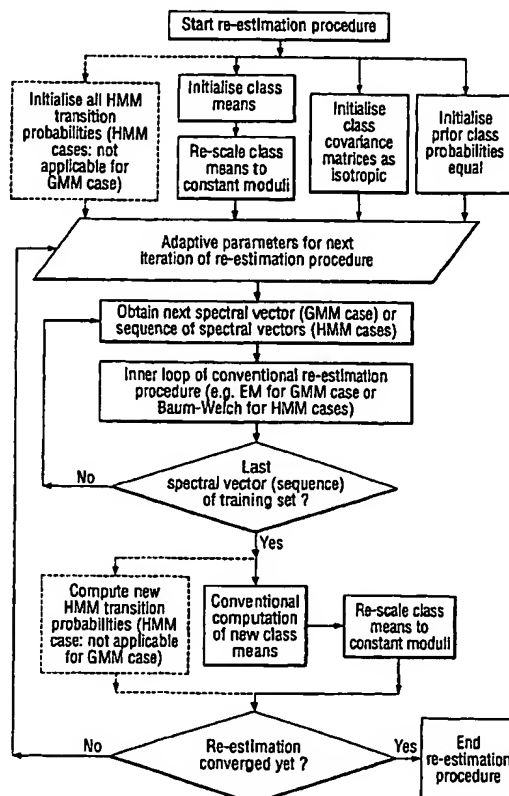 Start re-estimation procedure
Initialise all HMM
transition
probabilities (HMM
cases: not
applicable for
GMM case)
Initialise class
means
Re-scale class
means to
constant moduli
Initialise
class
covariance
matrices as
isotropic
Initialise
prior class
probabilities
equal
Adaptive parameters for next
iteration of re-estimation procedure
Obtain next spectral vector (GMM case) or
sequence of spectral vectors (HMM cases)
Inner loop of conventional re-estimation
procedure (e.g. EM for GMM case or
Baum-Welch for HMM cases)
No
Last
spectral vector (sequence)
of training set ?
Yes
Compute new
HMM transition
probabilities (HMM
case: not applicable
for GMM case)
Conventional
computation
of new class
means
Re-scale class
means to
constant moduli
No
Re-estimation
converged yet ?
Yes
End
re-estimation
procedure